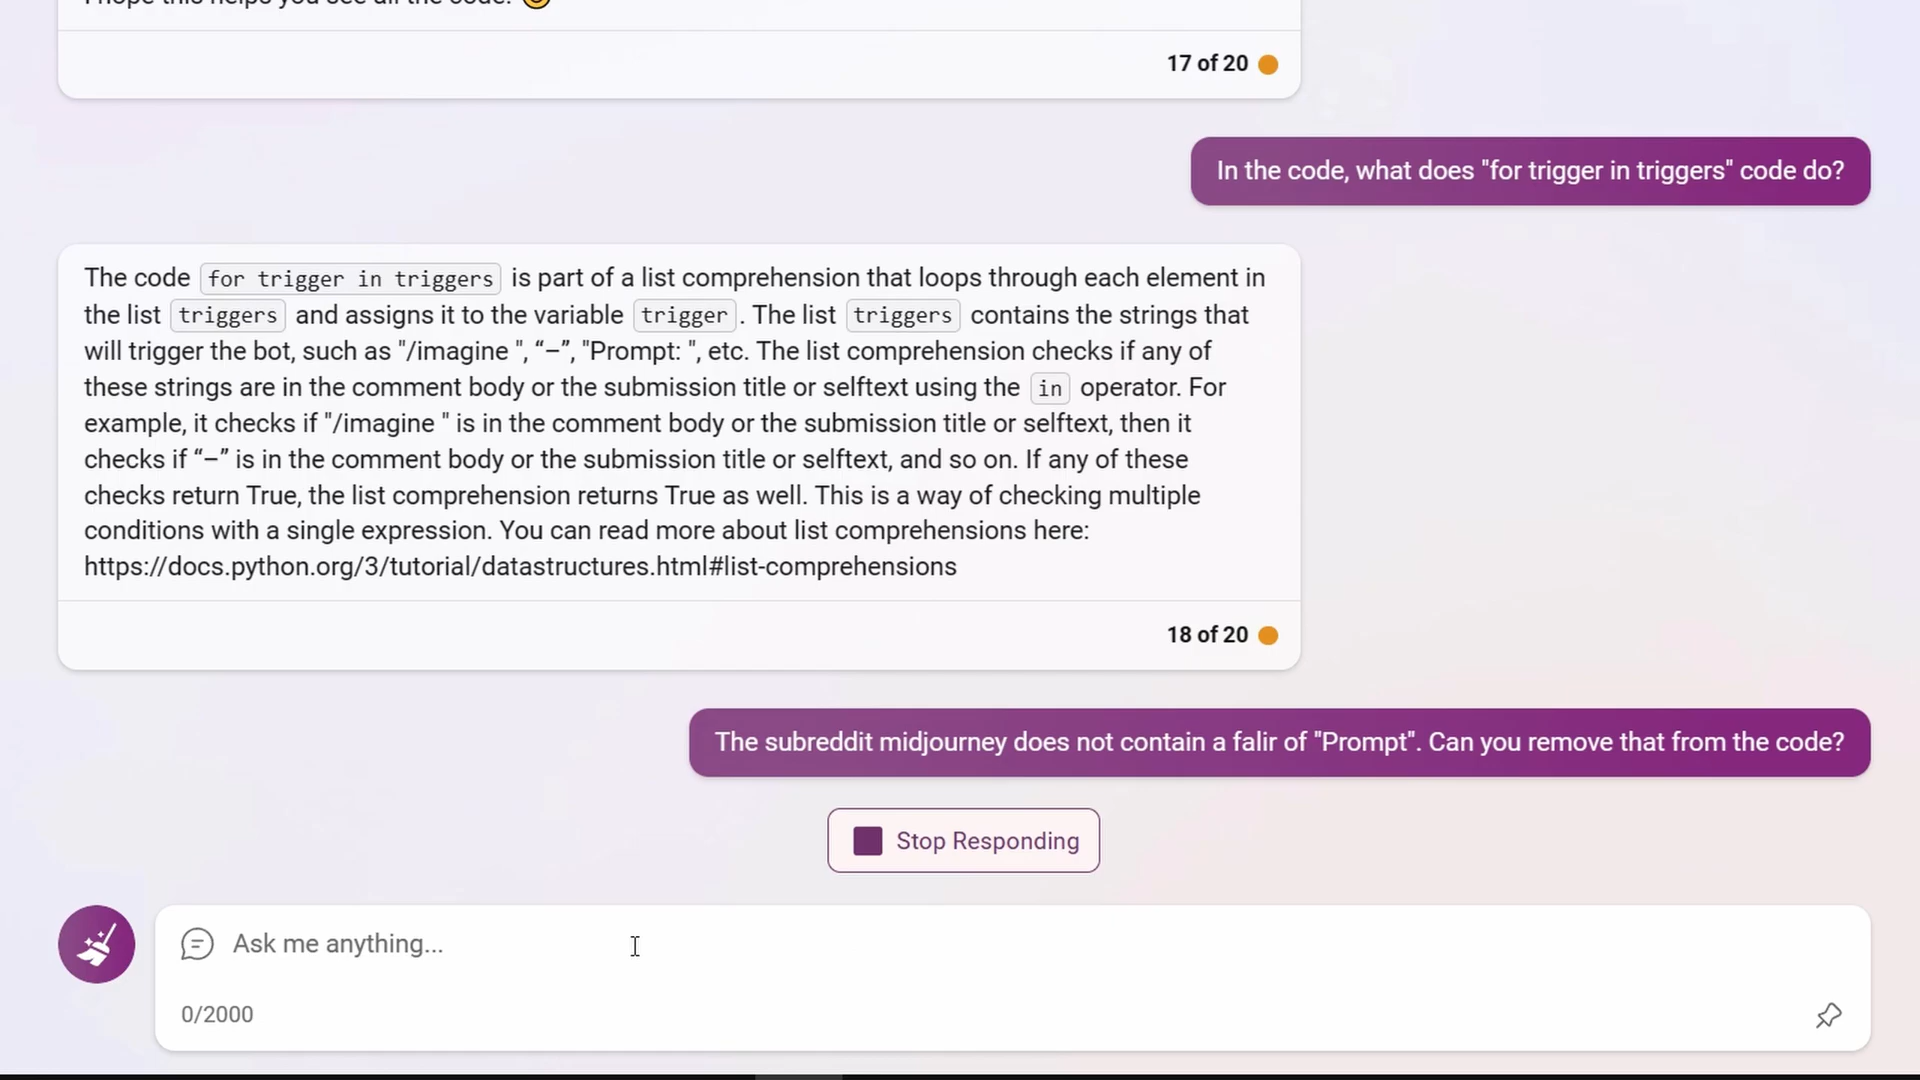 I hope this helps you see all the code. 😊
17 of 20
In the code, what does "for trigger in triggers" code do?
The code for trigger in triggers is part of a list comprehension that loops through each element in
the list triggers and assigns it to the variable trigger . The list triggers contains the strings that
will trigger the bot, such as "/imagine ", “–”, "Prompt: ", etc. The list comprehension checks if any of
these strings are in the comment body or the submission title or selftext using the in operator. For
example, it checks if "/imagine " is in the comment body or the submission title or selftext, then it
checks if “–” is in the comment body or the submission title or selftext, and so on. If any of these
checks return True, the list comprehension returns True as well. This is a way of checking multiple
conditions with a single expression. You can read more about list comprehensions here:
https://docs.python.org/3/tutorial/datastructures.html#list-comprehensions
18 of 20
The subreddit midjourney does not contain a falir of "Prompt". Can you remove that from the code?
Stop Responding
Ask me anything...
0/2000